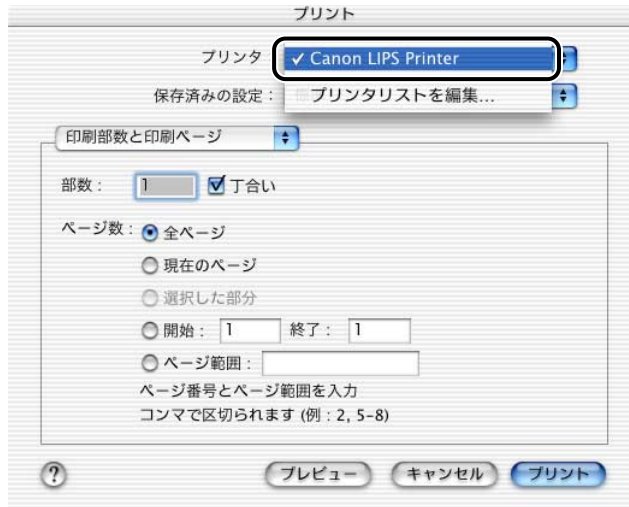 プリント
プリンタ
✓ Canon LIPS Printer
保存済みの設定：
プリンタリストを編集...
印刷部数と印刷ページ
部数： 1 丁合い
ページ数： 全ページ
現在のページ
選択した部分
開始： 1 終了： 1
ページ範囲：
ページ番号とページ範囲を入力
コンマで区切られます (例：2, 5-8)
? プレビュー キャンセル プリント